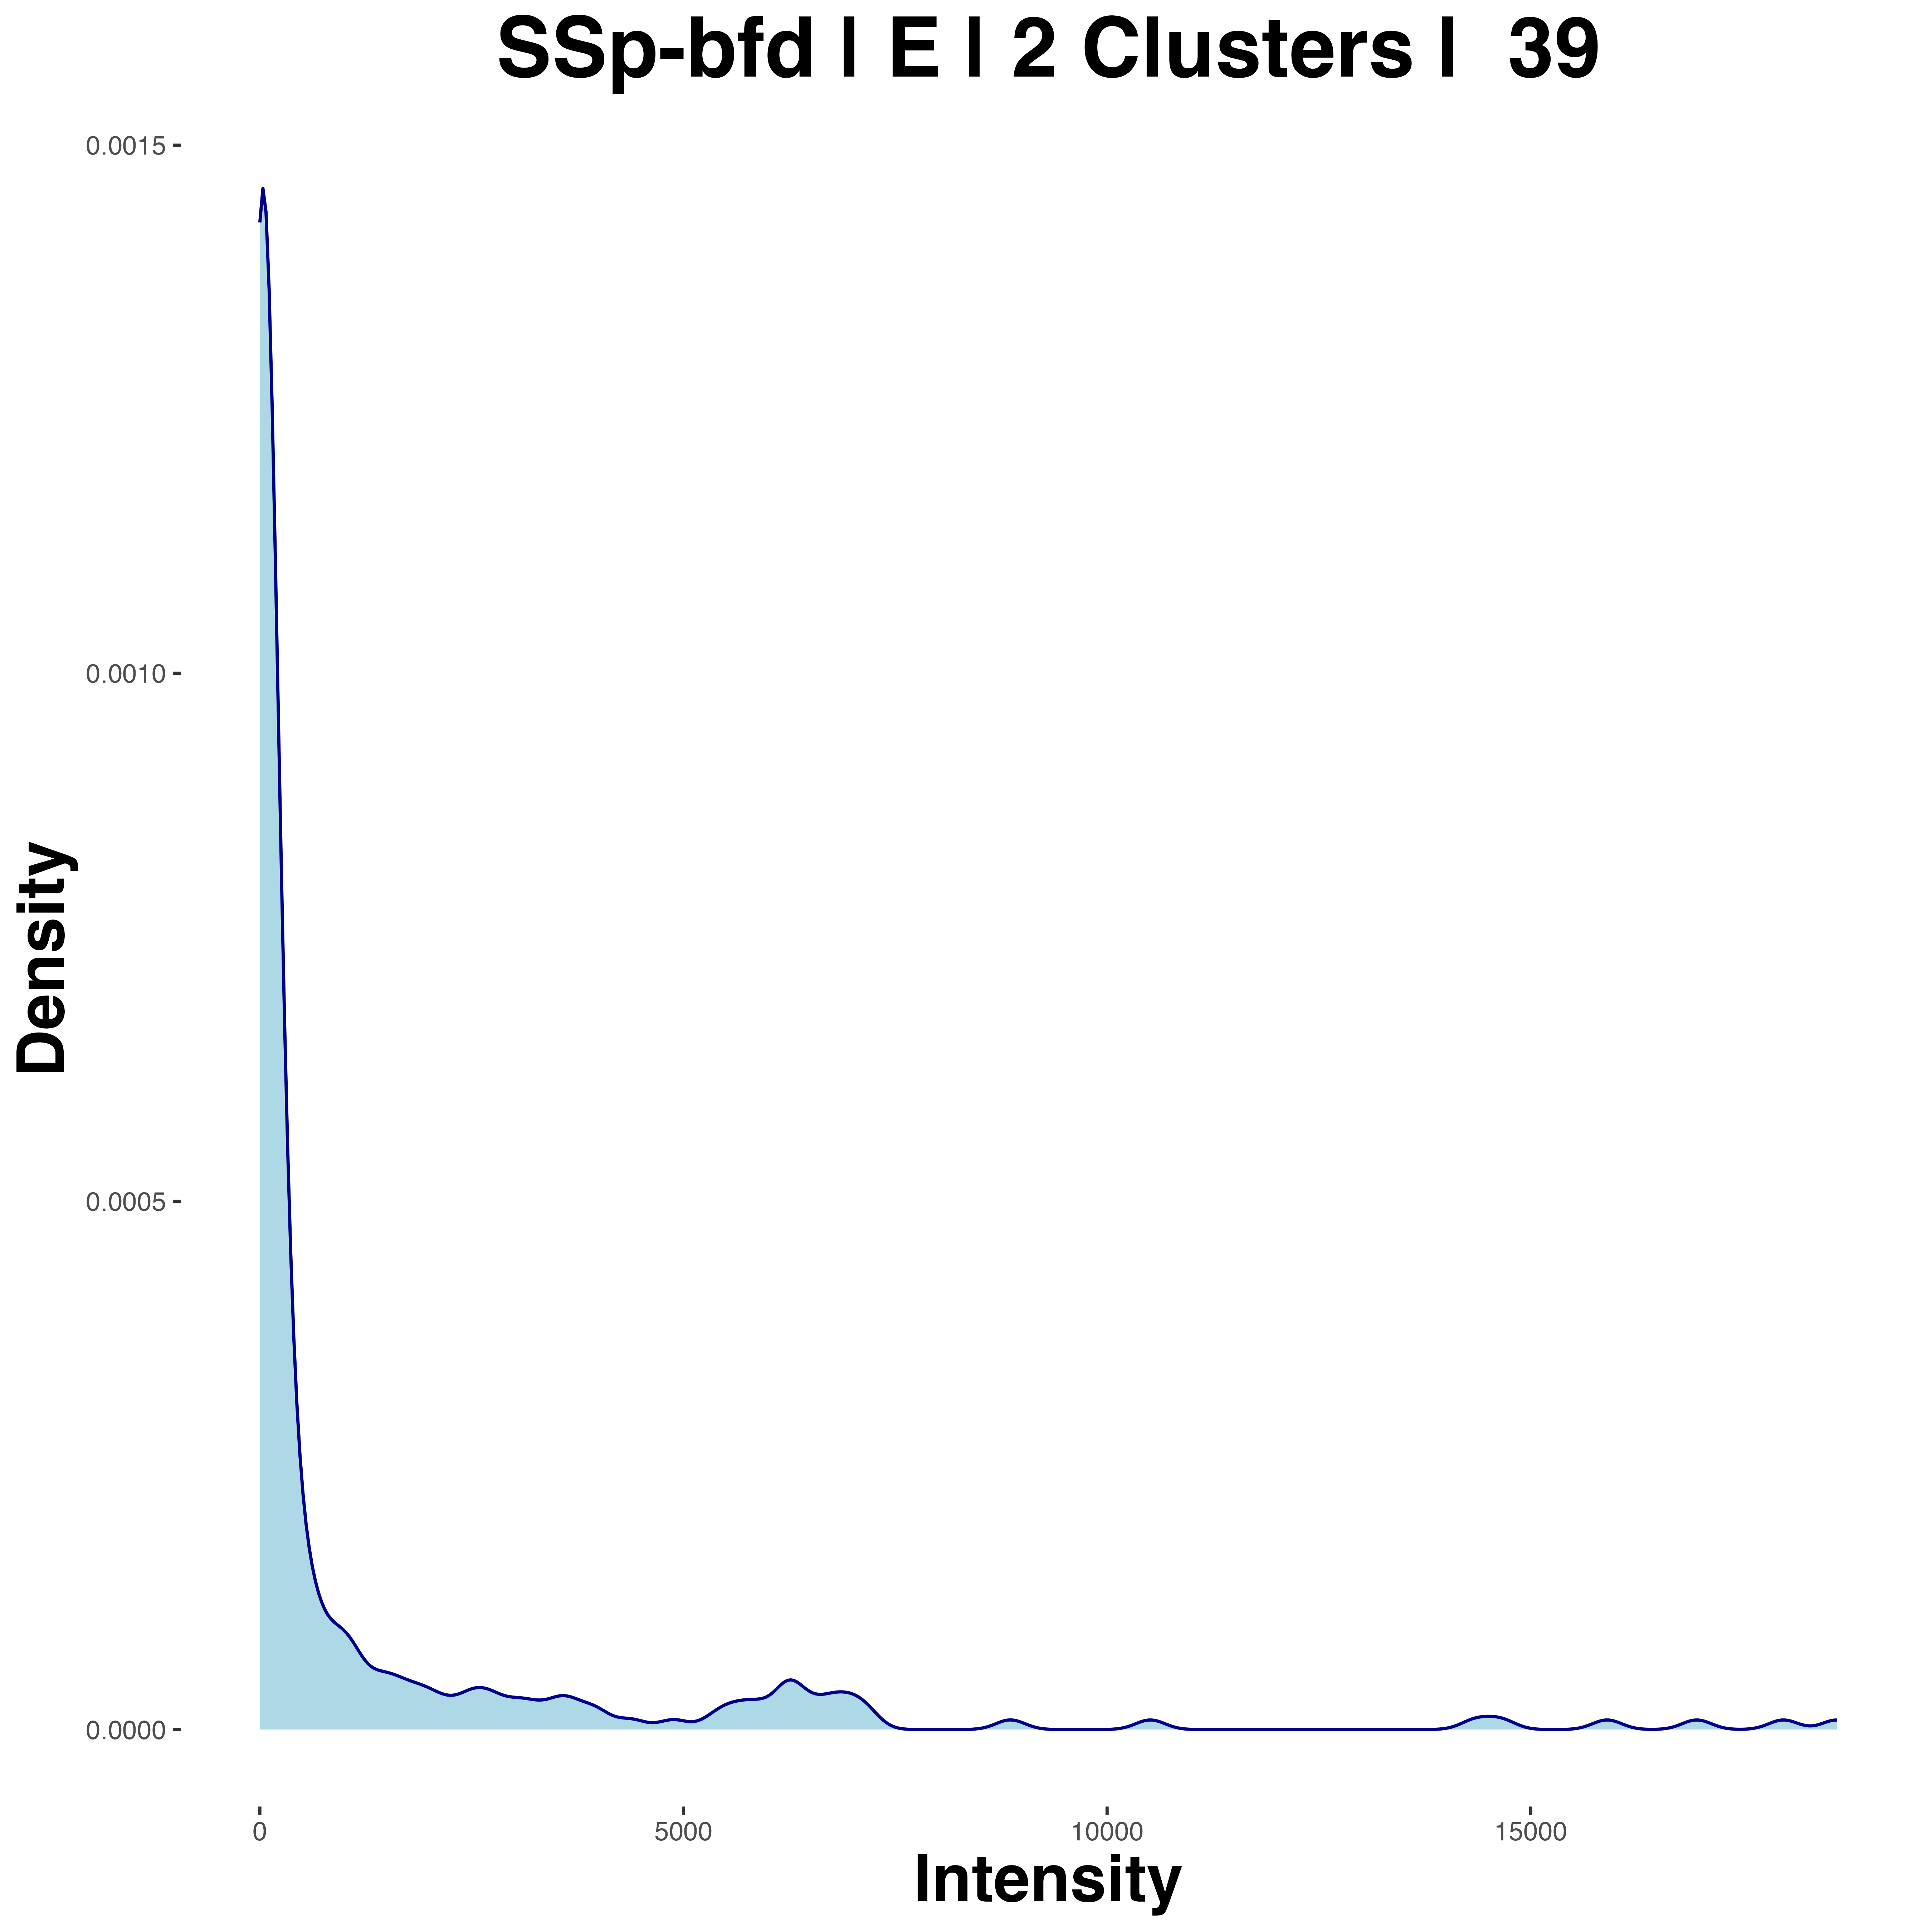 SSp-bfd | E | 2 Clusters | 39
0.0015
0.0010
0.0005
0.0000
Density
0 5000 10000 15000
Intensity